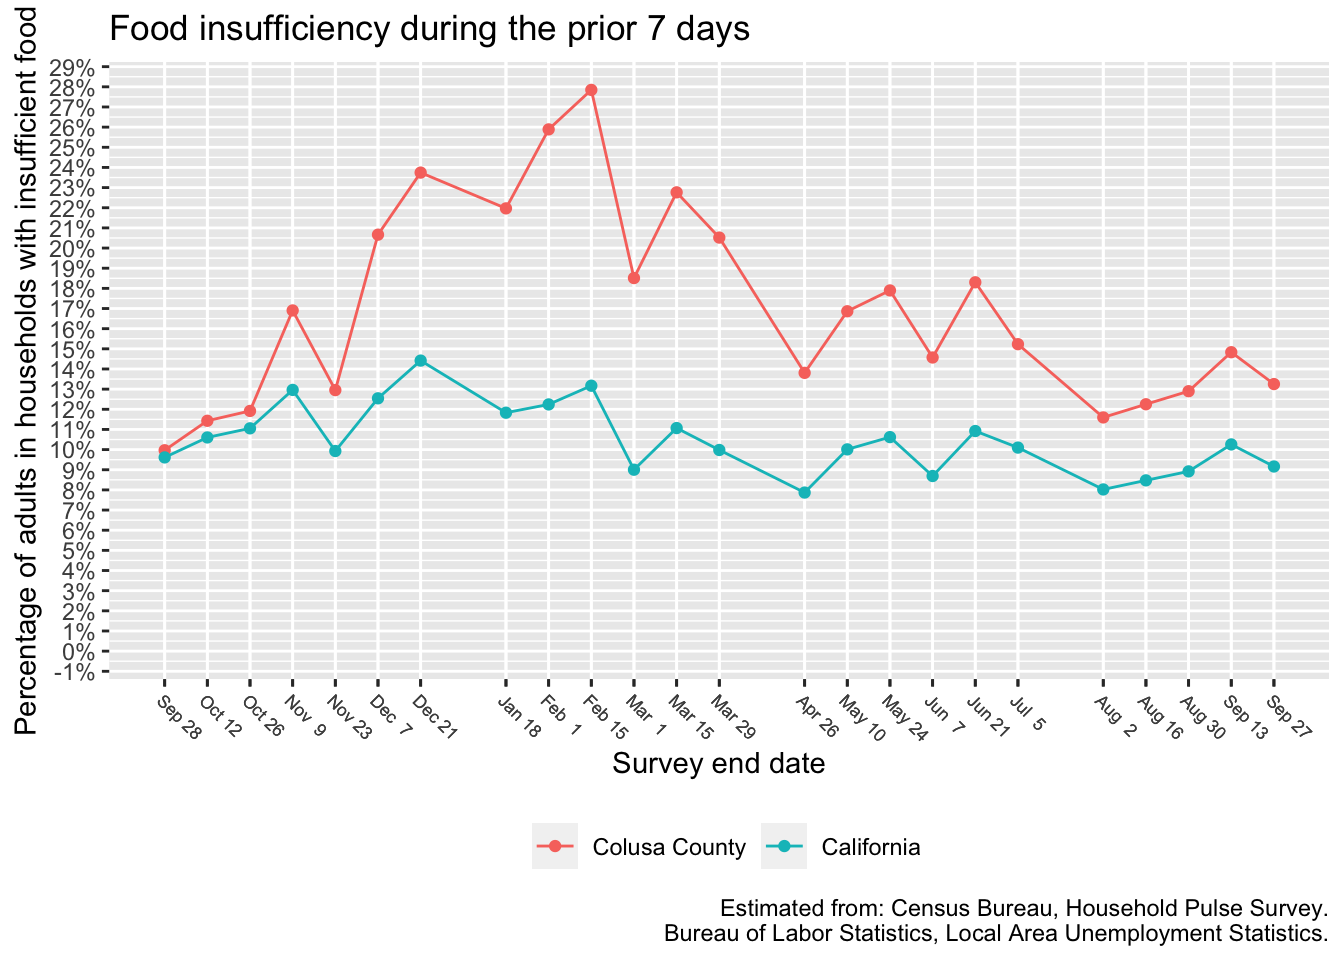 Food insufficiency during the prior 7 days
Percentage of adults in households with insufficient food
29%
28%
27%
26%
25%
24%
23%
22%
21%
20%
19%
18%
17%
16%
15%
14%
13%
12%
11%
10%
9%
8%
7%
6%
5%
4%
3%
2%
1%
0%
-1%
Sep 28
Oct 12
Oct 26
Nov 9
Nov 23
Dec 7
Dec 21
Jan 18
Feb 1
Feb 15
Mar 1
Mar 15
Mar 29
Apr 26
May 10
May 24
Jun 7
Jun 21
Jul 5
Aug 2
Aug 16
Aug 30
Sep 13
Sep 27
Survey end date
Colusa County
California
Estimated from: Census Bureau, Household Pulse Survey.
Bureau of Labor Statistics, Local Area Unemployment Statistics.